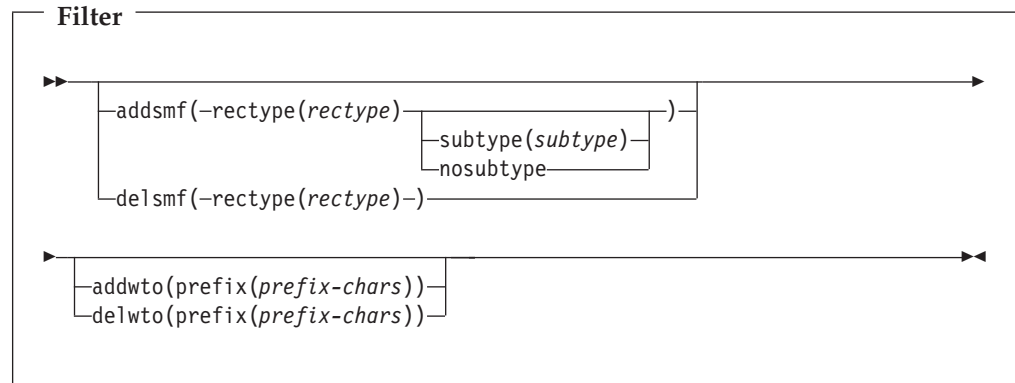 Filter
addsmf(rectype(rectype) )
subtype(subtype)
nosubtype
delsmf(rectype(rectype) )
addwto(prefix(prefix-chars))
delwto(prefix(prefix-chars))